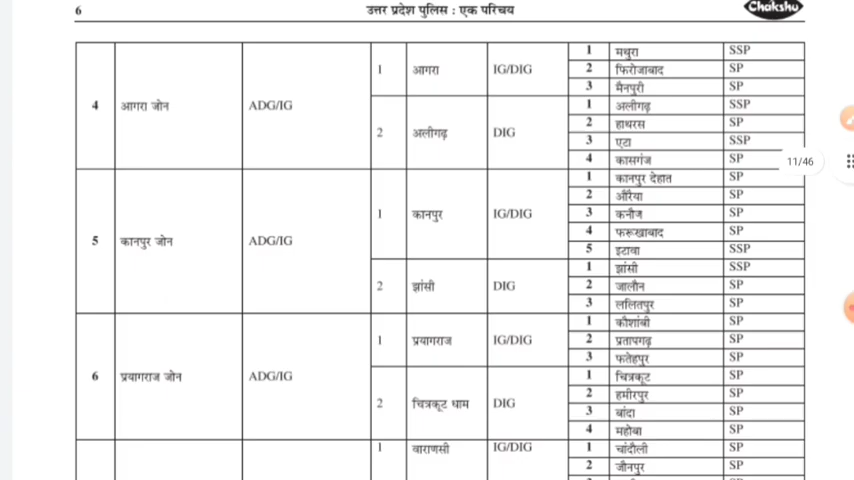 6
उत्तर प्रदेश पुलिस : एक परिचय
Chakshu
4 आगरा जोन ADG/IG 1 आगरा IG/DIG 1 मथुरा SSP
2 फिरोजाबाद SP
3 मैनपुरी SP
2 अलीगढ़ DIG 1 अलीगढ़ SSP
2 हाथरस SP
3 एटा SSP
4 कासगंज SP
11/46
5 कानपुर जोन ADG/IG 1 कानपुर IG/DIG 1 कानपुर देहात SP
2 औरैया SP
3 कनौज SP
4 फरूखाबाद SP
5 इटावा SSP
2 झांसी DIG 1 झांसी SSP
2 जालौन SP
3 ललितपुर SP
6 प्रयागराज जोन ADG/IG 1 प्रयागराज IG/DIG 1 कौशांबी SP
2 प्रतापगढ़ SP
3 फतेहपुर SP
2 चित्रकूट धाम DIG 1 चित्रकूट SP
2 हमीरपुर SP
3 बांदा SP
4 महोबा SP
1 वाराणसी IG/DIG 1 चांदौली SP
2 जौनपुर SP